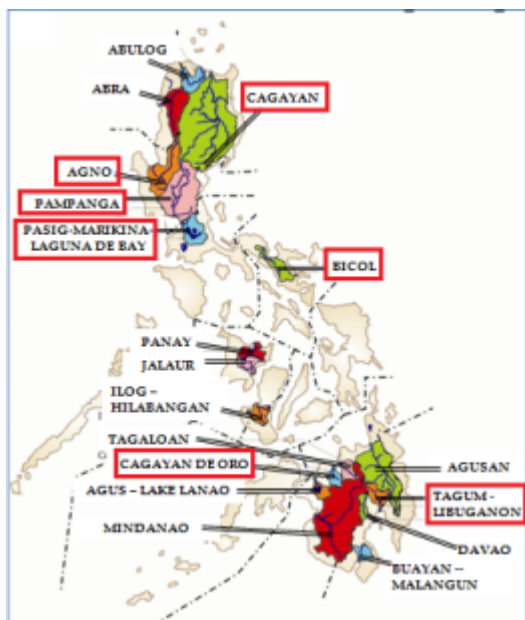 ABULOG
ABRA
CAGAYAN
AGNO
PAMPANGA
PASIG-MARIKINA-
LAGUNA DE BAY
BICOL
PANAY
JALAUR
ILOG –
HILABANGAN
TAGALOAN
CAGAYAN DE ORO
AGUSAN
AGUS – LAKE LANAO
TAGUM-
LIBUGANON
MINDANAO
DAVAO
BUAYAN –
MALANGUN